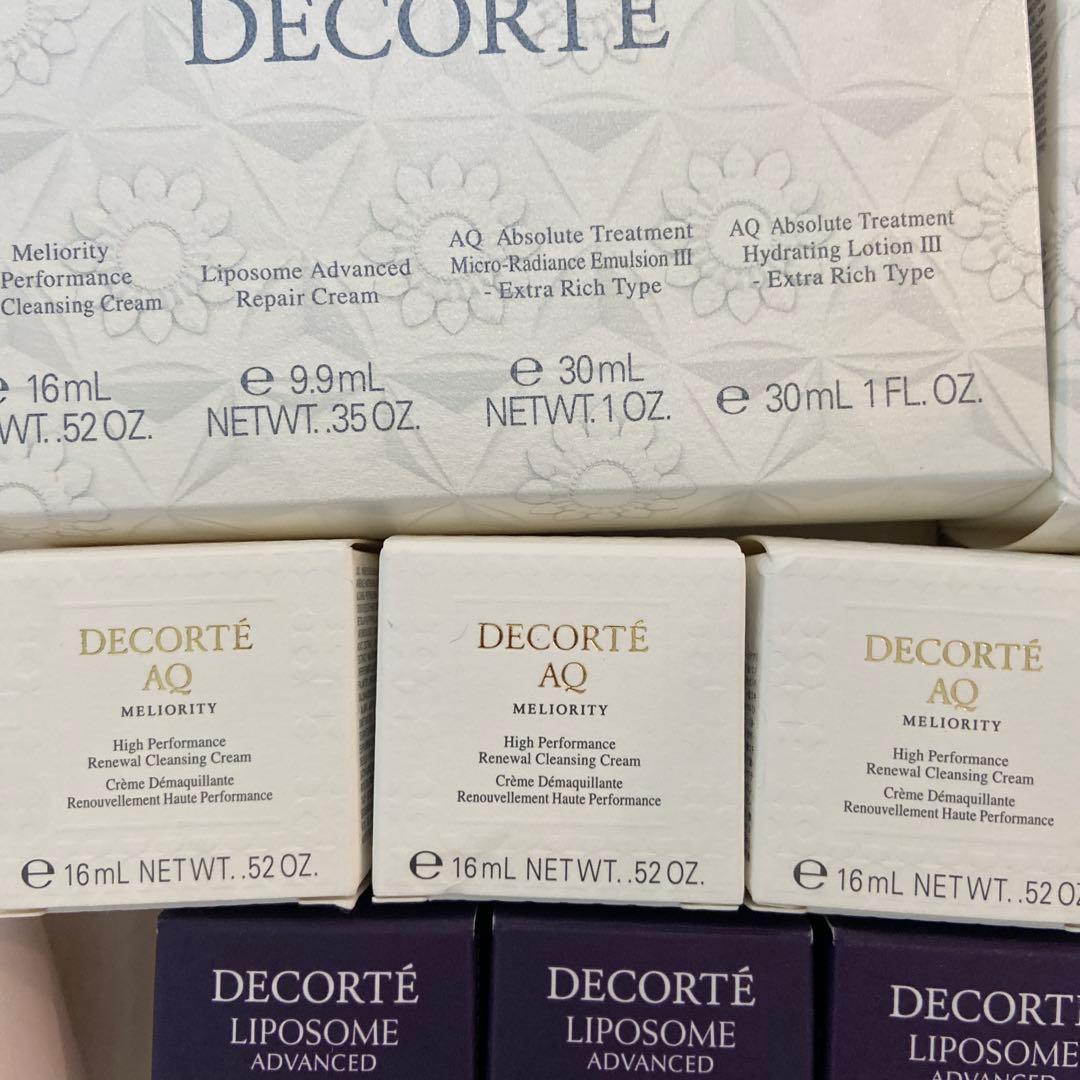 DECORTÉ
Meliority
Performance
Cleansing Cream
16mL
WT. .52 OZ.
Liposome Advanced
Repair Cream
e 9.9mL
NETWT. .35 OZ.
AQ Absolute Treatment
Micro-Radiance Emulsion III
- Extra Rich Type
e 30mL
NETWT. 1 OZ.
AQ Absolute Treatment
Hydrating Lotion III
- Extra Rich Type
e 30mL 1 FL. OZ.
DECORTÉ
AQ
MELIORITY
High Performance
Renewal Cleansing Cream
Crème Démaquillante
Renouvellement Haute Performance
e 16mL NETWT. .52 OZ.
DECORTÉ
AQ
MELIORITY
High Performance
Renewal Cleansing Cream
Crème Démaquillante
Renouvellement Haute Performance
e 16mL NETWT. .52 OZ.
DECORTÉ
AQ
MELIORITY
High Performance
Renewal Cleansing Cream
Crème Démaquillante
Renouvellement Haute Performance
e 16mL NETWT. .52 OZ
DECORTÉ
LIPOSOME
ADVANCED
DECORTÉ
LIPOSOME
ADVANCED
DECORT
LIPOSOME
ADVANCED